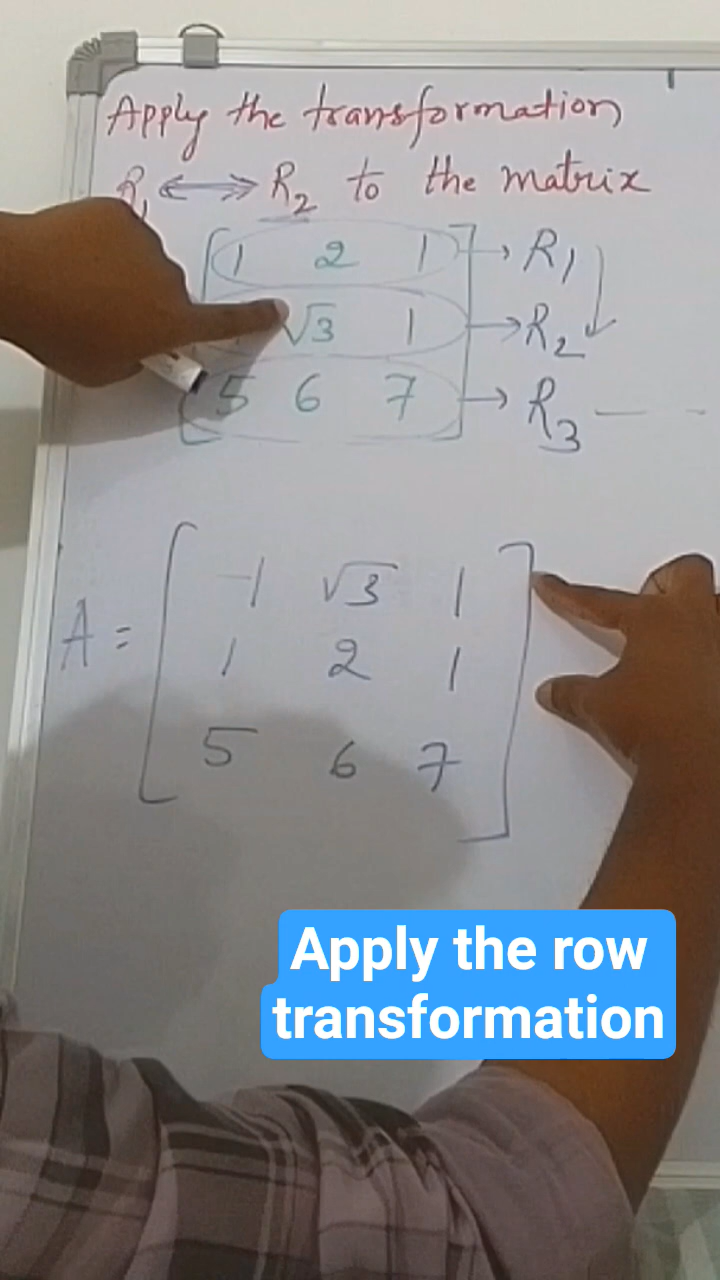 Apply the transformation
R₁ ⟷ R₂ to the matrix
1 2 1 → R1
√3 1 → R2
5 6 7 → R3 — -
-1 √3 1
A = 1 2 1
5 6 7
Apply the row
transformation